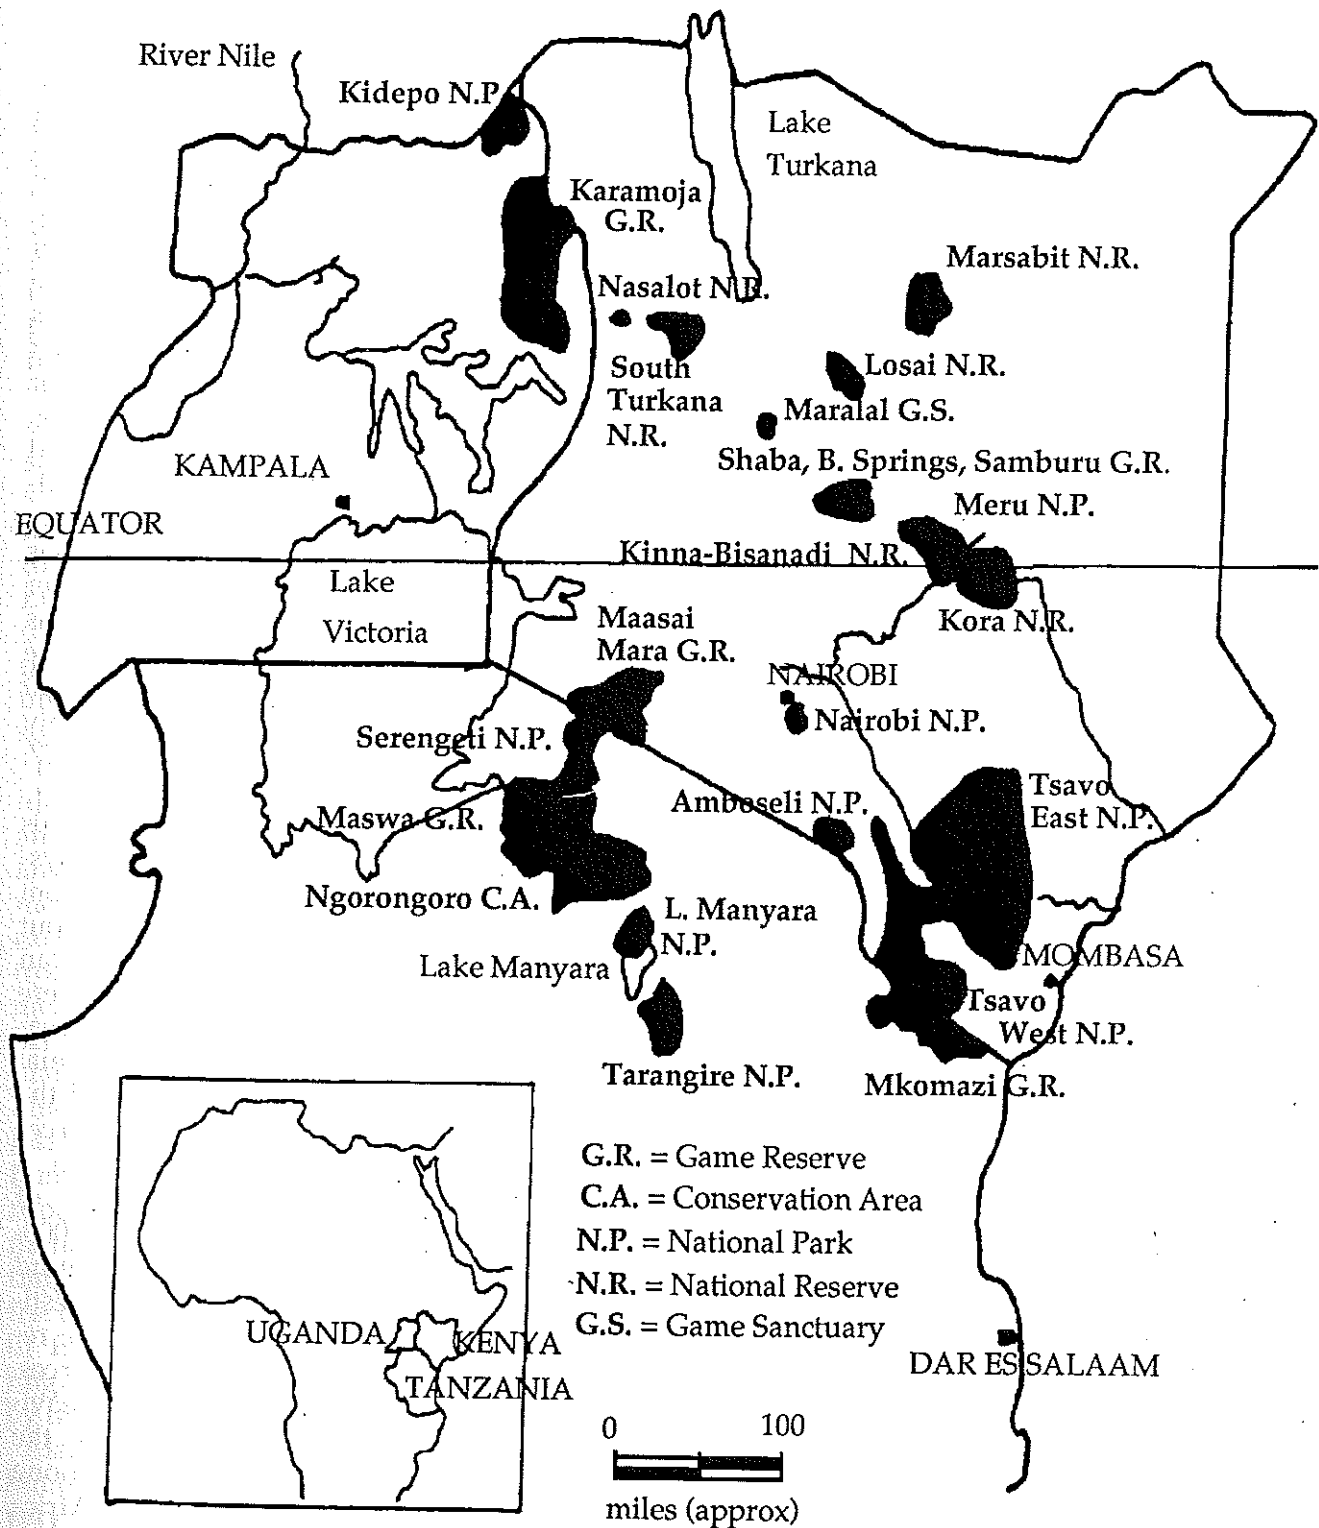 River Nile
Kidepo N.P.
Lake
Turkana
Karamoja
G.R.
Marsabit N.R.
Nasalot N.R.
South
Turkana
N.R.
Losai N.R.
Maralal G.S.
KAMPALA
Shaba, B. Springs, Samburu G.R.
Meru N.P.
EQUATOR
Kinna-Bisanadi N.R.
Lake
Victoria
Maasai
Mara G.R.
Kora N.R.
NAIROBI
Nairobi N.P.
Serengeti N.P.
Tsavo
East N.P.
Amboseli N.P.
Maswa G.R.
Ngorongoro C.A.
L. Manyara
N.P.
Lake Manyara
MOMBASA
Tsavo
West N.P.
Tarangire N.P.
Mkomazi G.R.
G.R. = Game Reserve
C.A. = Conservation Area
N.P. = National Park
N.R. = National Reserve
G.S. = Game Sanctuary
UGANDA
KENYA
TANZANIA
DAR ES SALAAM
0 100
miles (approx)